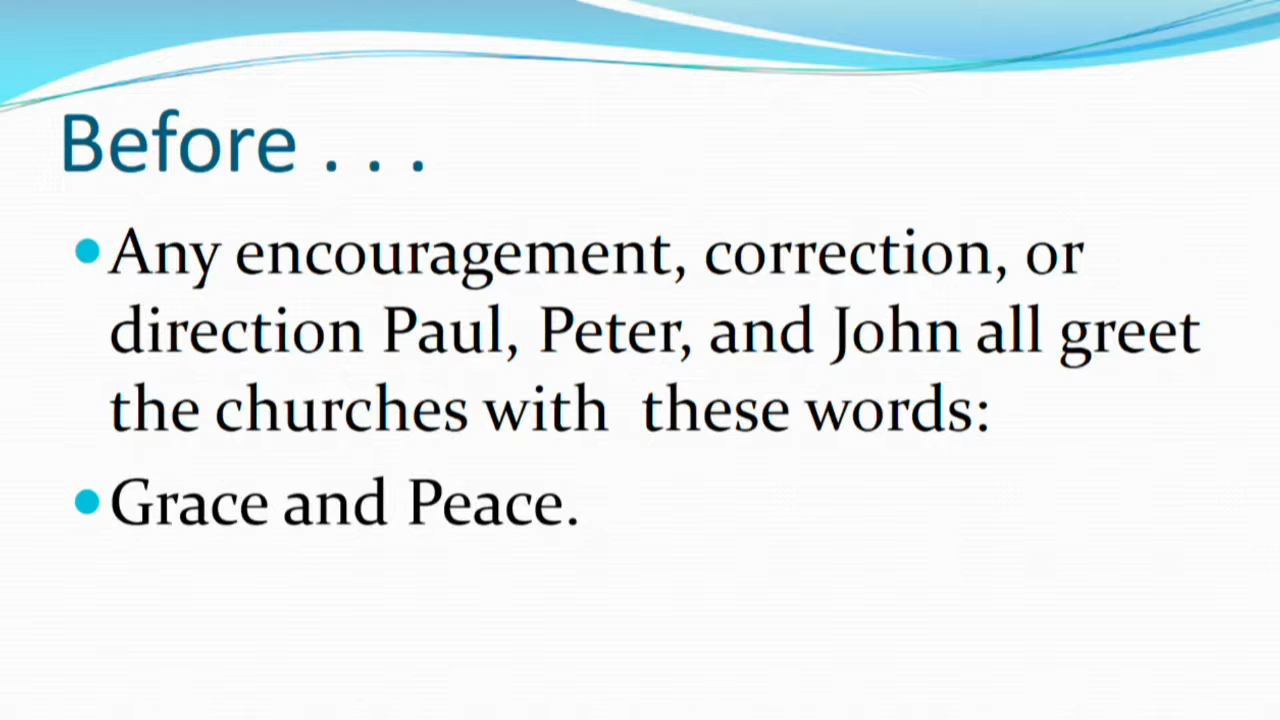 Before . . .
• Any encouragement, correction, or
direction Paul, Peter, and John all greet
the churches with  these words:
• Grace and Peace.